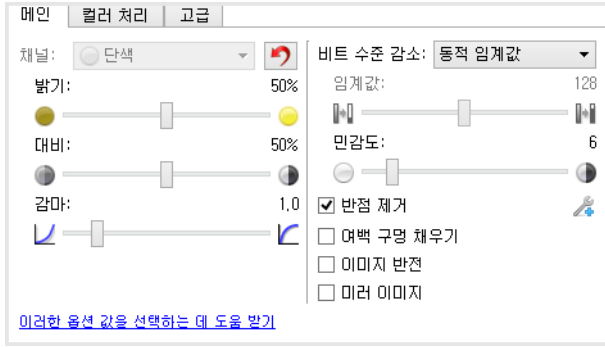 메인 컬러 처리 고급
채널: 단색
밝기: 50%
대비: 50%
감마: 1.0
이러한 옵션 값을 선택하는 데 도움 받기
비트 수준 감소: 동적 임계값
임계값: 128
민감도: 6
반점 제거
여백 구멍 채우기
이미지 반전
미러 이미지